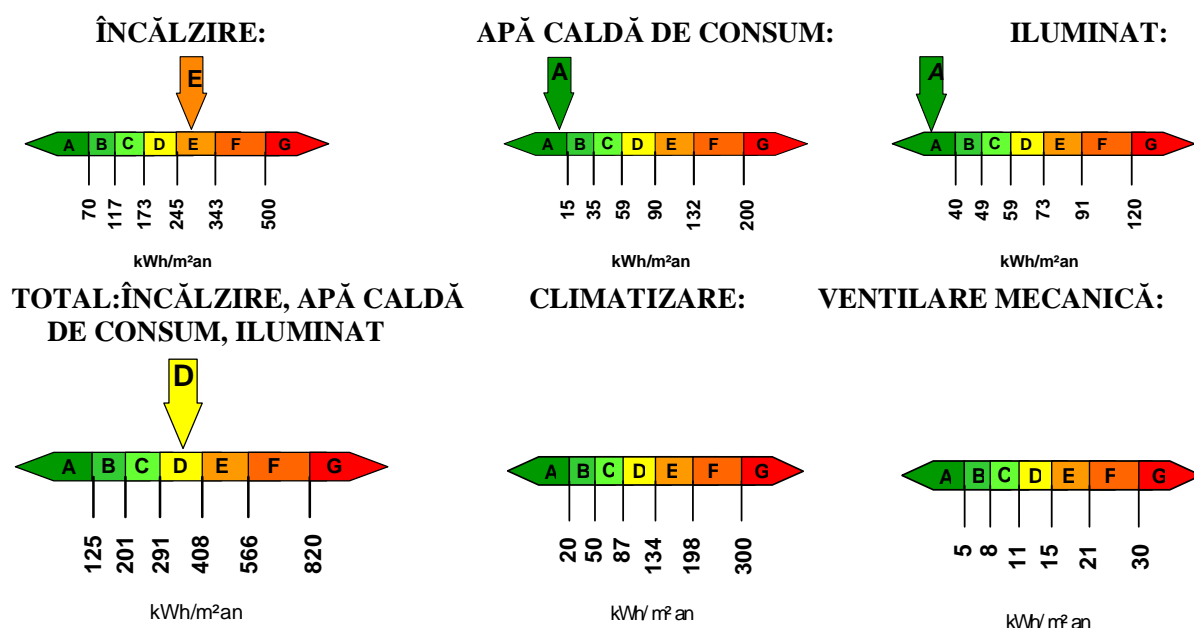 ÎNCĂLZIRE: APĂ CALDĂ DE CONSUM: ILUMINAT:
E A A
A B C D E F G A B C D E F G A B C D E F G
70 117 173 245 343 500 15 35 59 90 132 200 40 49 59 73 91 120
kWh/m²an kWh/m²an kWh/m²an
TOTAL:ÎNCĂLZIRE, APĂ CALDĂ CLIMATIZARE: VENTILARE MECANICĂ:
DE CONSUM, ILUMINAT
D
A B C D E F G A B C D E F G A B C D E F G
125 201 291 408 566 820 20 50 87 134 198 300 5 8 11 15 21 30
kWh/m²an kWh/m²an kWh/m²an